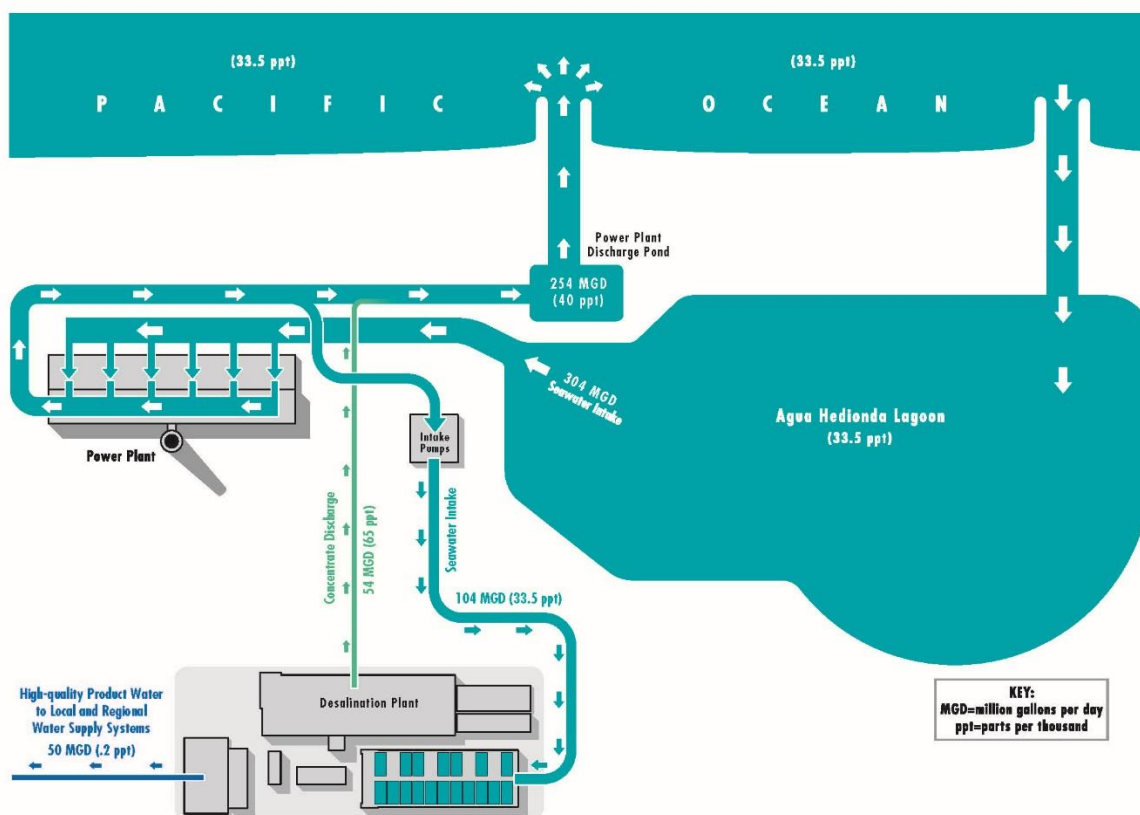 (33.5 ppt)
(33.5 ppt)
PACIFIC
OCEAN
Power Plant
Discharge Pond
254 MGD
(40 ppt)
304 MGD
Seawater Intake
Agua Hedionda Lagoon
(33.5 ppt)
Intake
Pumps
Power Plant
Concentrate Discharge
54 MGD (65 ppt)
Seawater Intake
104 MGD (33.5 ppt)
High-quality Product Water
to Local and Regional
Water Supply Systems
50 MGD (.2 ppt)
Desalination Plant
KEY:
MGD=million gallons per day
ppt=parts per thousand